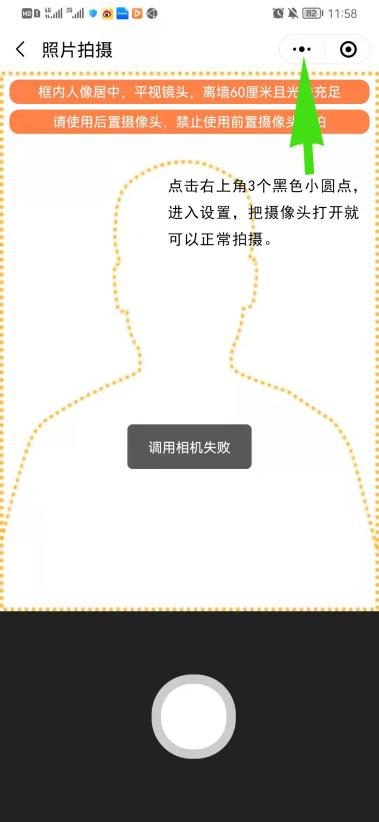 HD 1 4G 2G 82 11:58
照片拍摄
框内人像居中，平视镜头，离墙60厘米且光充足
请使用后置摄像头，禁止使用前置摄像头拍
点击右上角3个黑色小圆点，
进入设置，把摄像头打开就
可以正常拍摄。
调用相机失败